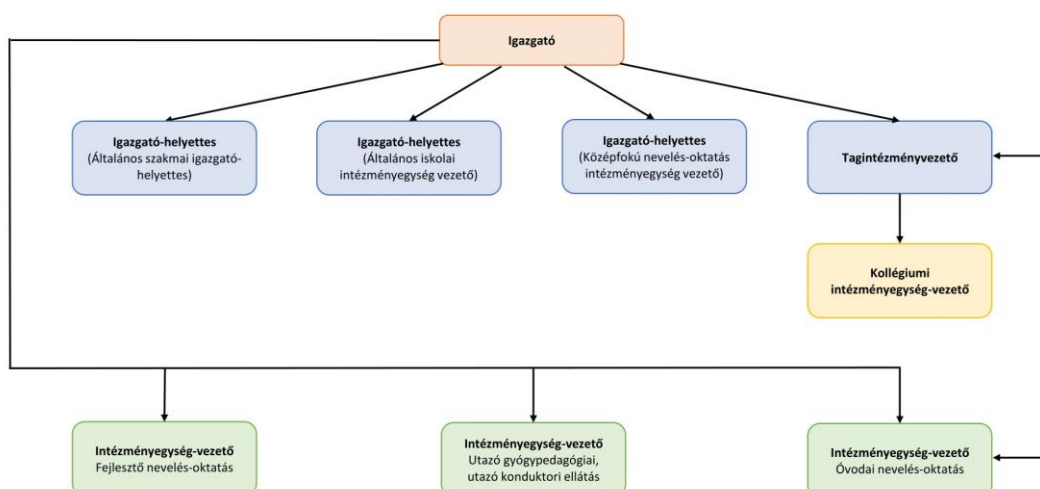 Igazgató
Igazgató-helyettes
(Általános szakmai igazgató-
helyettes)
Igazgató-helyettes
(Általános iskolai
intézményegység vezető)
Igazgató-helyettes
(Középfokú nevelés-oktatás
intézményegység vezető)
Tagintézményvezető
Kollégiumi
intézményegység-vezető
Intézményegység-vezető
Fejlesztő nevelés-oktatás
Intézményegység-vezető
Utazó gyógypedagógiai,
utazó konduktori ellátás
Intézményegység-vezető
Óvodai nevelés-oktatás